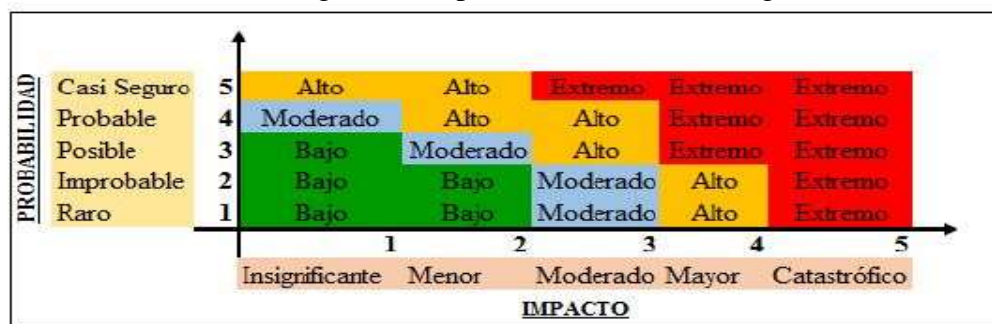 PROBABILIDAD
Casi Seguro 5 Alto Alto Extremo Extremo Extremo
Probable 4 Moderado Alto Alto Extremo Extremo
Posible 3 Bajo Moderado Alto Extremo Extremo
Improbable 2 Bajo Bajo Moderado Alto Extremo
Raro 1 Bajo Bajo Moderado Alto Extremo
1 2 3 4 5
Insignificante Menor Moderado Mayor Catastrófico
IMPACTO